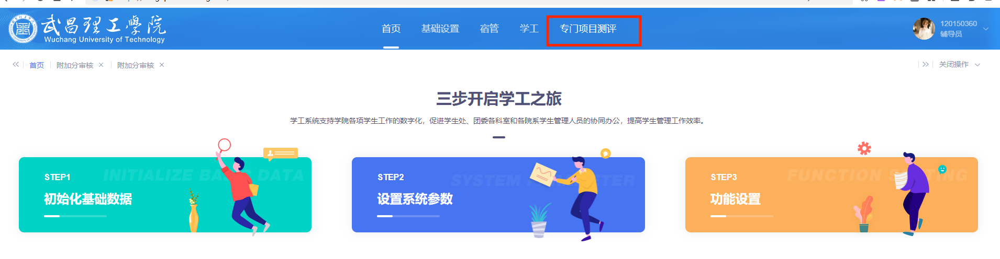 武昌理工學院
Wuchang University of Technology
首页 基础设置 宿管 学工 专门项目测评
120150360
辅导员
首页 附加分审核 × 附加分审核 × 关闭操作
三步开启学工之旅
学工系统支持学院各项学生工作的数字化，促进学生处、团委各科室和各院系学生管理人员的协同办公，提高学生管理工作效率。
STEP1
初始化基础数据
STEP2
设置系统参数
STEP3
功能设置
INITIALIZE DATA
SYSTEM
FUNCTION